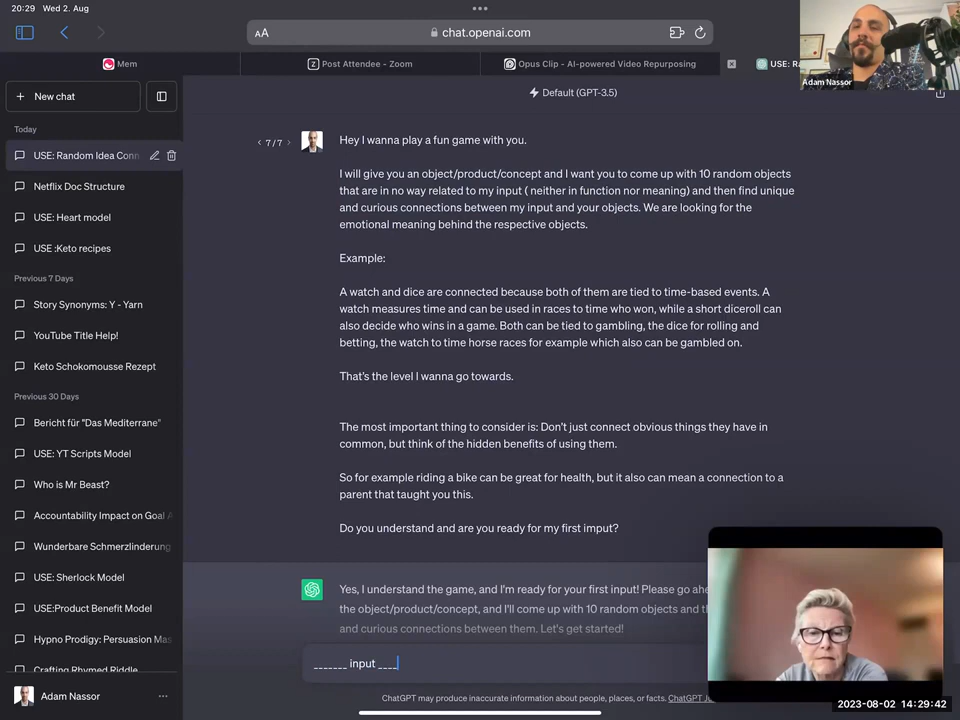 20:29 Wed 2. Aug
AA
chat.openai.com
Mem
Post Attendee - Zoom
Opus Clip - AI-powered Video Repurposing
USE: Ra
Adam Nassor
New chat
Default (GPT-3.5)
Today
USE: Random Idea Conn
Netflix Doc Structure
USE: Heart model
USE :Keto recipes
Previous 7 Days
Story Synonyms: Y - Yarn
YouTube Title Help!
Keto Schokomousse Rezept
Previous 30 Days
Bericht für "Das Mediterrane"
USE: YT Scripts Model
Who is Mr Beast?
Accountability Impact on Goal A
Wunderbare Schmerzlinderung
USE: Sherlock Model
USE:Product Benefit Model
Hypno Prodigy: Persuasion Mas
Crafting Rhymed Riddle
Adam Nassor
7/7
Hey I wanna play a fun game with you.
I will give you an object/product/concept and I want you to come up with 10 random objects
that are in no way related to my input ( neither in function nor meaning) and then find unique
and curious connections between my input and your objects. We are looking for the
emotional meaning behind the respective objects.
Example:
A watch and dice are connected because both of them are tied to time-based events. A
watch measures time and can be used in races to time who won, while a short diceroll can
also decide who wins in a game. Both can be tied to gambling, the dice for rolling and
betting, the watch to time horse races for example which also can be gambled on.
That's the level I wanna go towards.
The most important thing to consider is: Don't just connect obvious things they have in
common, but think of the hidden benefits of using them.
So for example riding a bike can be great for health, but it also can mean a connection to a
parent that taught you this.
Do you understand and are you ready for my first imput?
Yes, I understand the game, and I'm ready for your first input! Please go ahe
the object/product/concept, and I'll come up with 10 random objects and th
and curious connections between them. Let's get started!
_______ input ____
ChatGPT may produce inaccurate information about people, places, or facts. ChatGPT Ju
2023-08-02 14:29:42